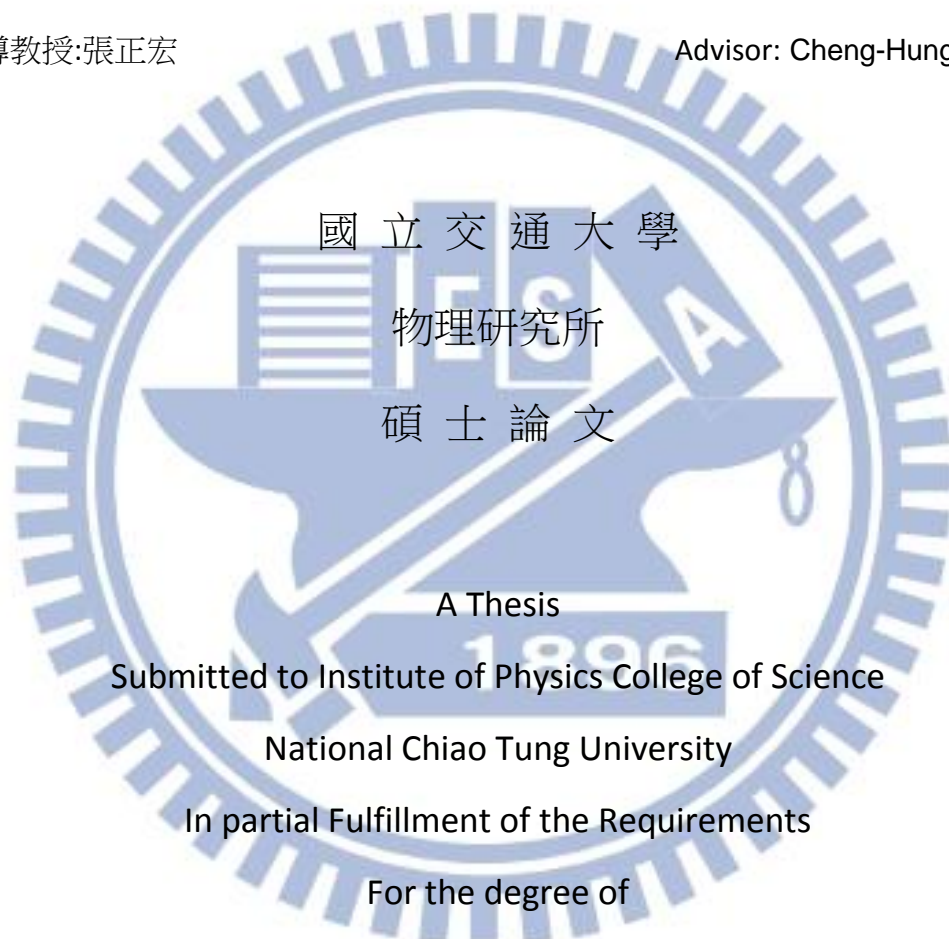 導教授:張正宏 Advisor: Cheng-Hung
國 立 交 通 大 學
物理研究所
E S A
碩 士 論 文
A Thesis
1896
Submitted to Institute of Physics College of Science
National Chiao Tung University
In partial Fulfillment of the Requirements
For the degree of